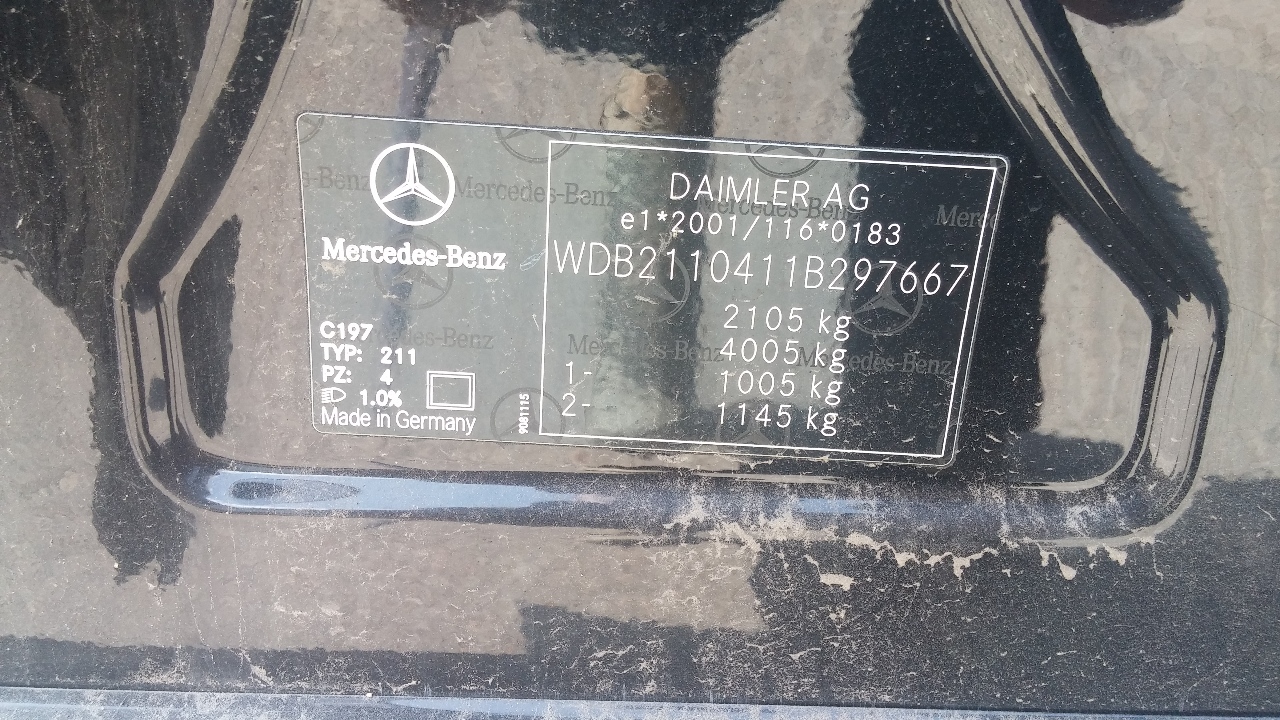 Mercedes-Benz
C197
TYP: 211
PZ: 4
1.0%
Made in Germany
9081115
DAIMLER AG
e1*2001/116*0183
WDB2110411B297667
2105 kg
4005 kg
1- 1005 kg
2- 1145 kg